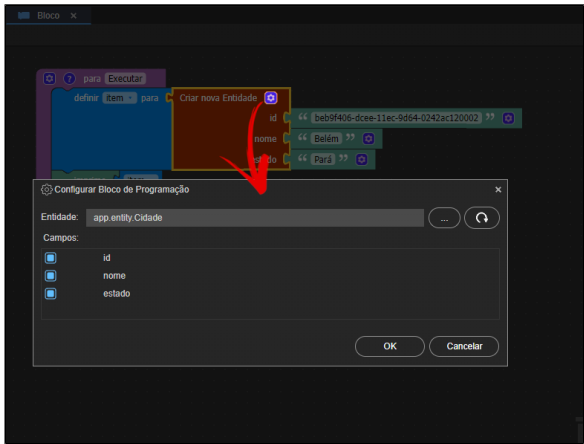 Bloco ×
? para Executar
definir item para Criar nova Entidade
id “ beb9f406-dcee-11ec-9d64-0242ac120002 ”
nome “ Belém ”
estado “ Pará ”
Configurar Bloco de Programação ×
Entidade: app.entity.Cidade ...
Campos:
id
nome
estado
OK Cancelar